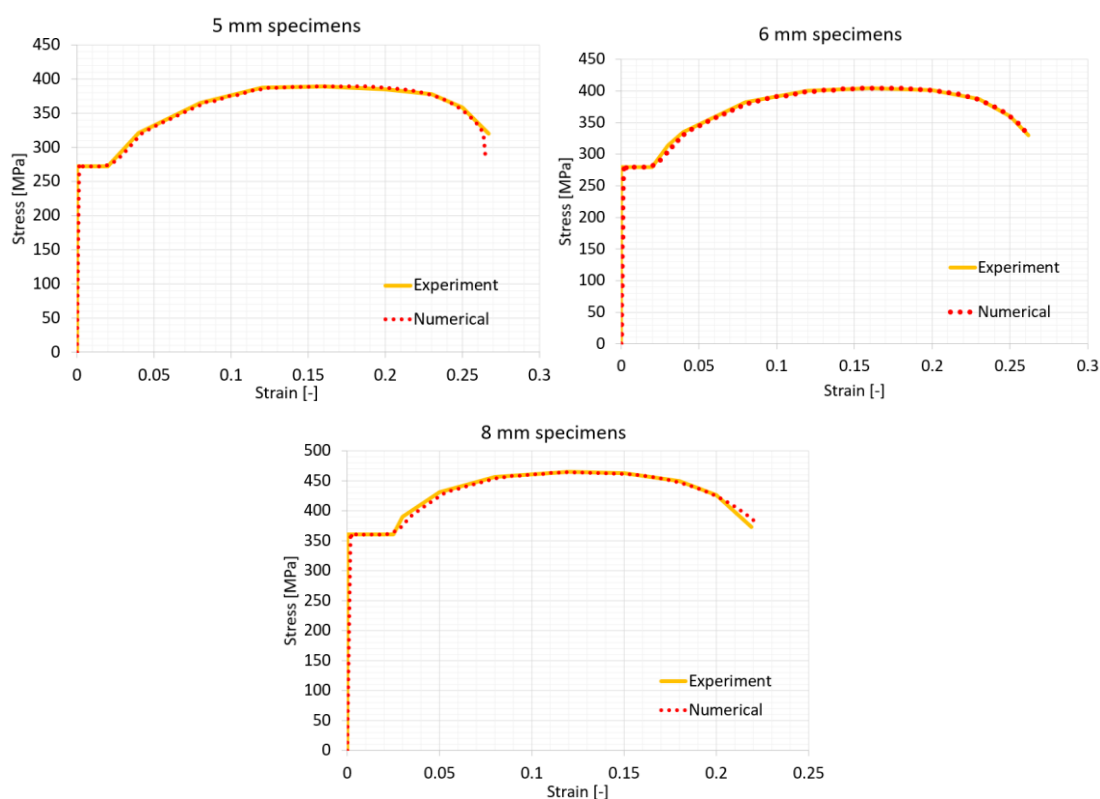 5 mm specimens
450
400
350
300
250
200
150
100
50
0
Stress [MPa]
Experiment
Numerical
0 0.05 0.1 0.15 0.2 0.25 0.3
Strain [-]
6 mm specimens
450
400
350
300
250
200
150
100
50
0
Stress [MPa]
Experiment
Numerical
0 0.05 0.1 0.15 0.2 0.25 0.3
Strain [-]
8 mm specimens
500
450
400
350
300
250
200
150
100
50
0
Stress [MPa]
Experiment
Numerical
0 0.05 0.1 0.15 0.2 0.25
Strain [-]